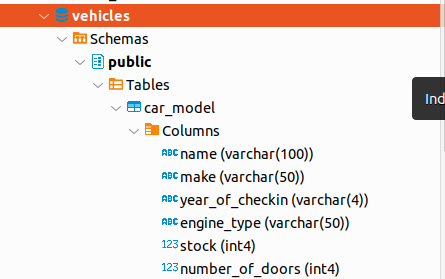 vehicles
Schemas
public
Tables
car_model
Columns
ABC name (varchar(100))
ABC make (varchar(50))
ABC year_of_checkin (varchar(4))
ABC engine_type (varchar(50))
123 stock (int4)
123 number_of_doors (int4)
Ind